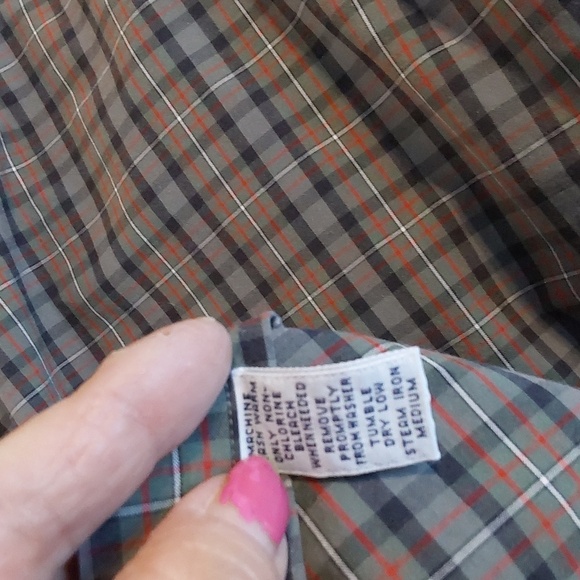 MACHINE
WASH WARM
ONLY NON-
CHLORINE
BLEACH
WHEN NEEDED
REMOVE
PROMPTLY
FROM WASHER
TUMBLE
DRY LOW
STEAM IRON
MEDIUM